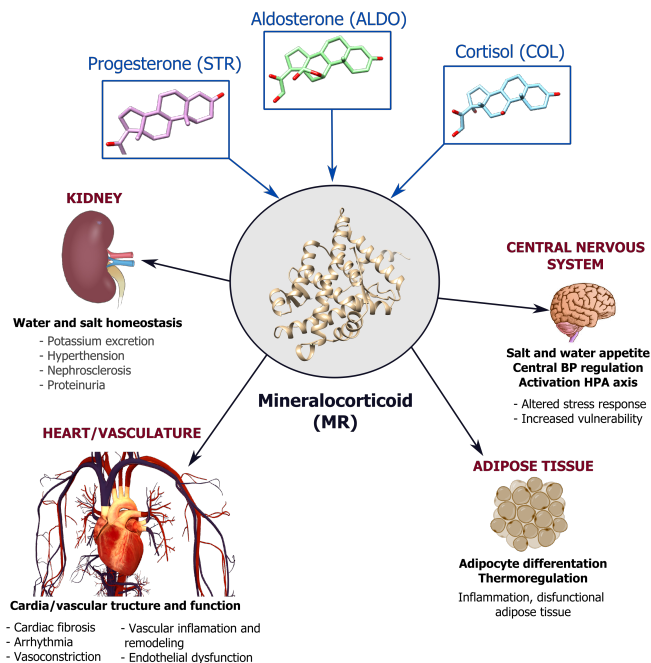 Aldosterone (ALDO)
Progesterone (STR)
Cortisol (COL)
KIDNEY
Water and salt homeostasis
- Potassium excretion
- Hyperthension
- Nephrosclerosis
- Proteinuria
CENTRAL NERVOUS
SYSTEM
Salt and water appetite
Central BP regulation
Activation HPA axis
- Altered stress response
- Increased vulnerability
Mineralocorticoid
(MR)
HEART/VASCULATURE
Cardia/vascular tructure and function
- Cardiac fibrosis
- Arrhythmia
- Vasoconstriction
- Vascular inflamation and
remodeling
- Endothelial dysfunction
ADIPOSE TISSUE
Adipocyte differentation
Thermoregulation
Inflammation, disfunctional
adipose tissue